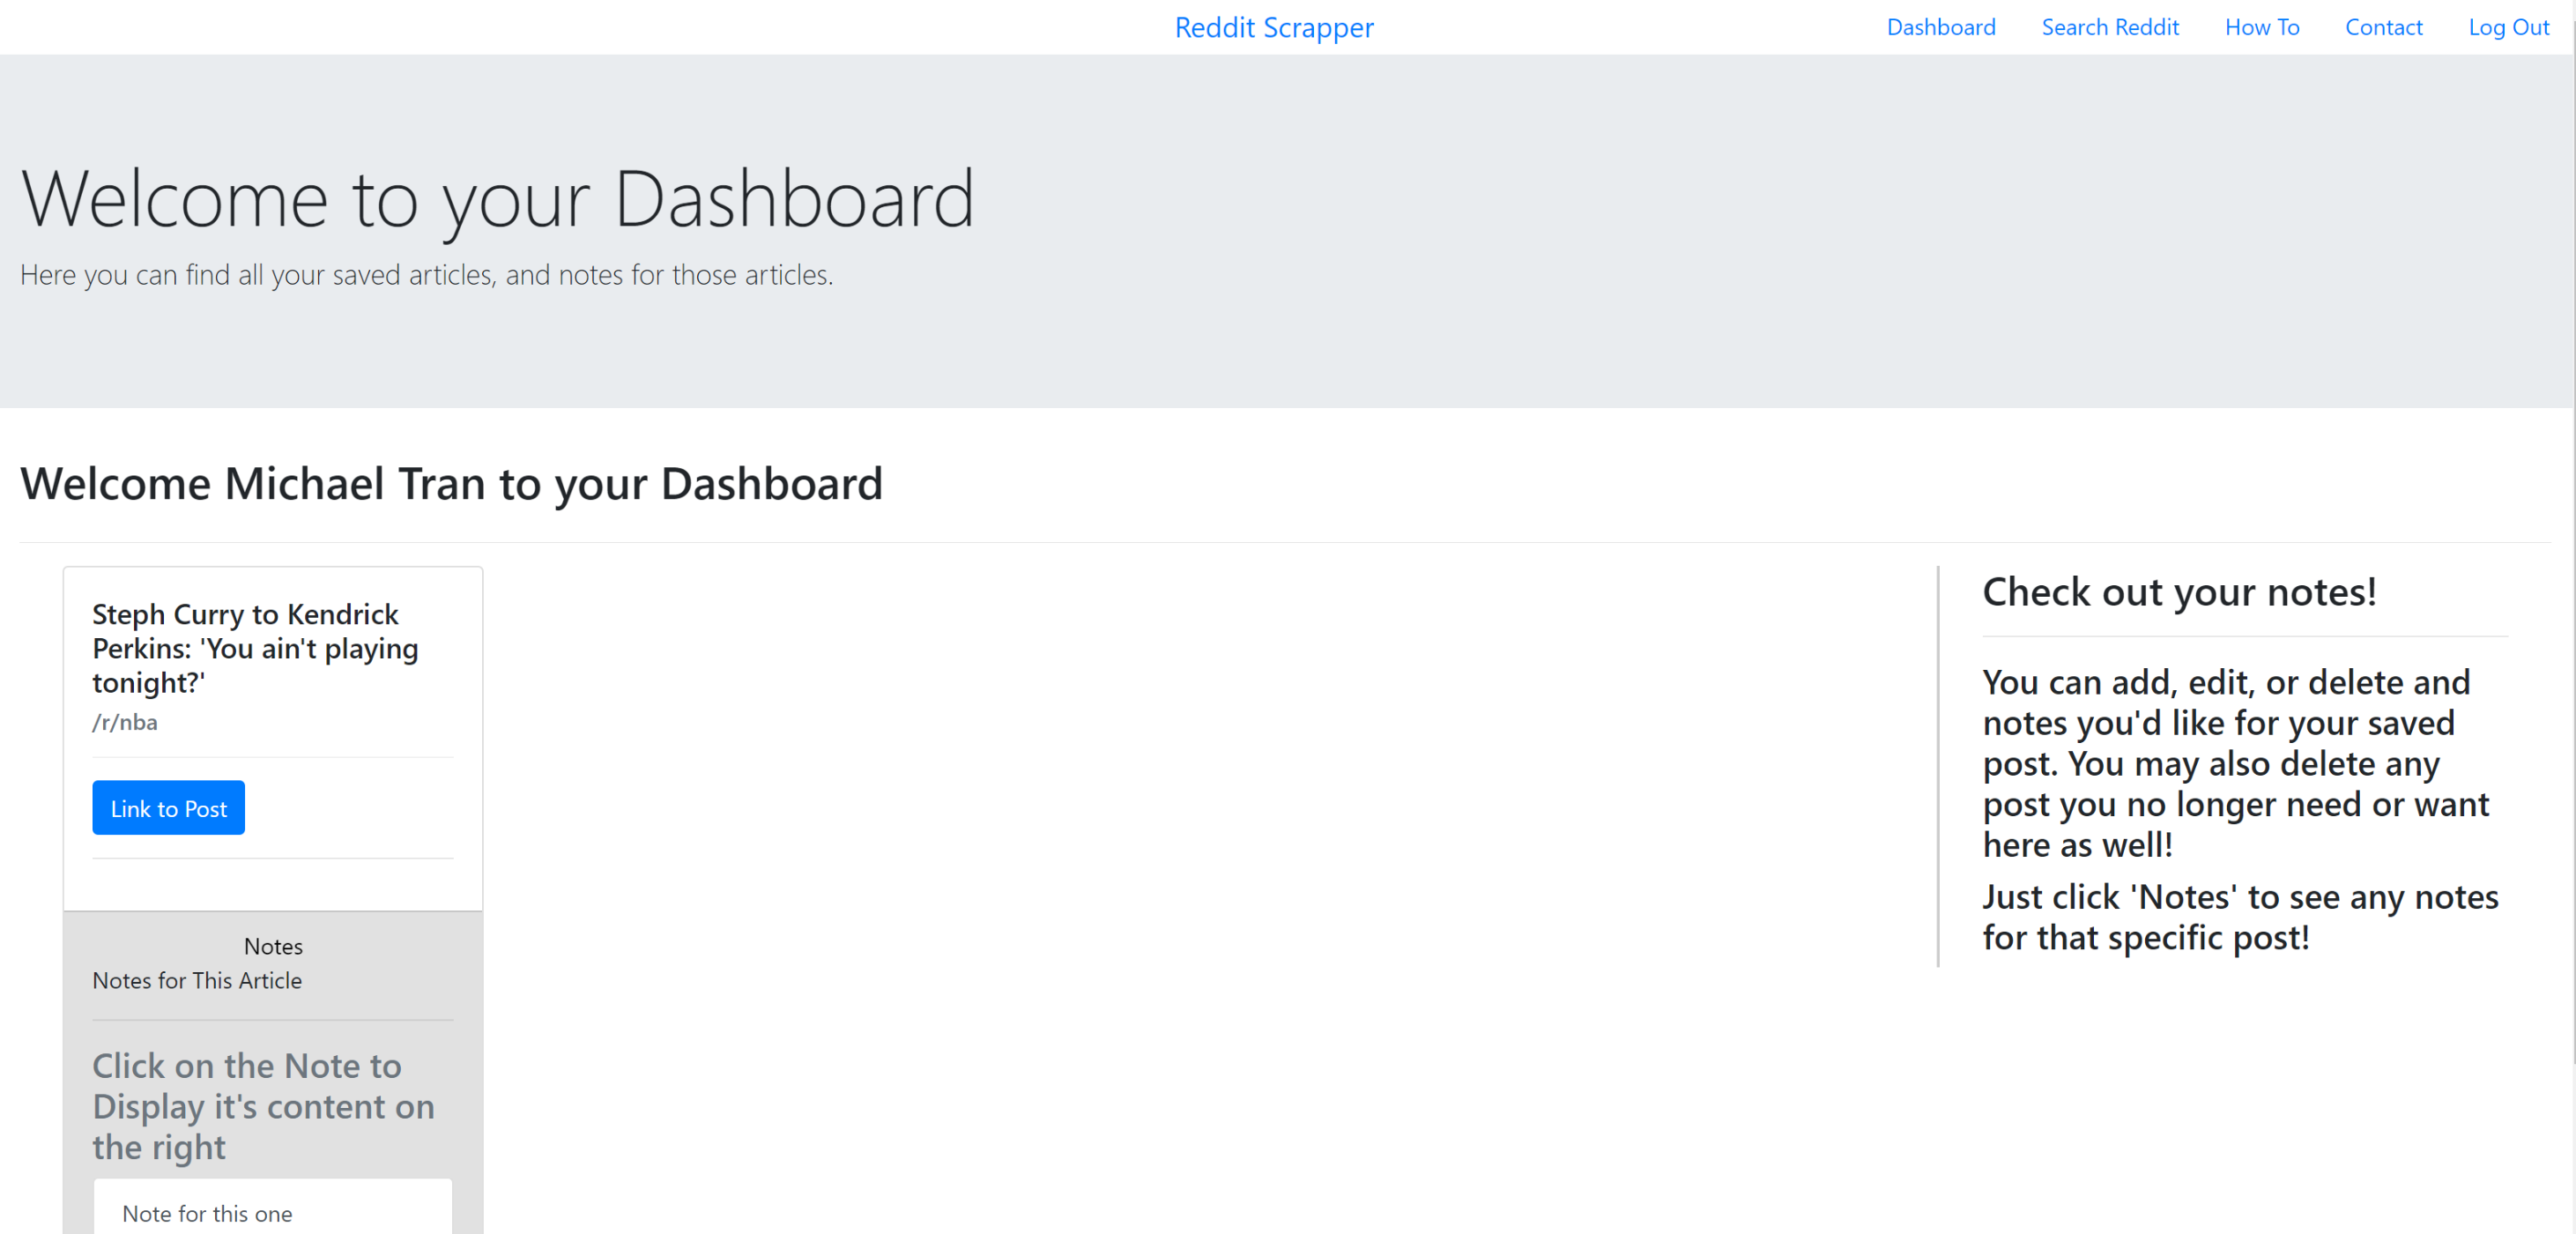 Reddit Scrapper
Dashboard Search Reddit How To Contact Log Out
Welcome to your Dashboard
Here you can find all your saved articles, and notes for those articles.
Welcome Michael Tran to your Dashboard
Steph Curry to Kendrick
Perkins: 'You ain't playing
tonight?'
/r/nba
Link to Post
Notes
Notes for This Article
Click on the Note to
Display it's content on
the right
Note for this one
Check out your notes!
You can add, edit, or delete and
notes you'd like for your saved
post. You may also delete any
post you no longer need or want
here as well!
Just click 'Notes' to see any notes
for that specific post!